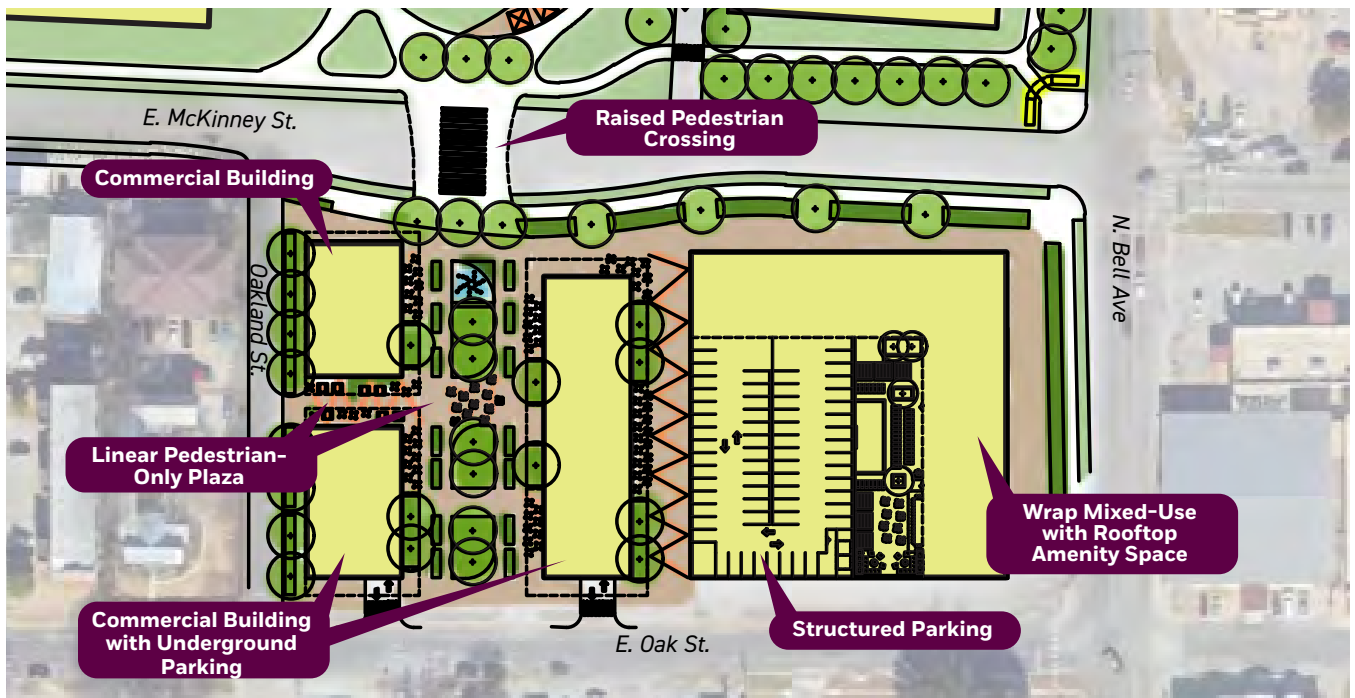 E. McKinney St.
Raised Pedestrian
Crossing
Commercial Building
Oakland St.
N. Bell Ave
Linear Pedestrian-
Only Plaza
Wrap Mixed-Use
with Rooftop
Amenity Space
Commercial Building
with Underground
Parking
Structured Parking
E. Oak St.